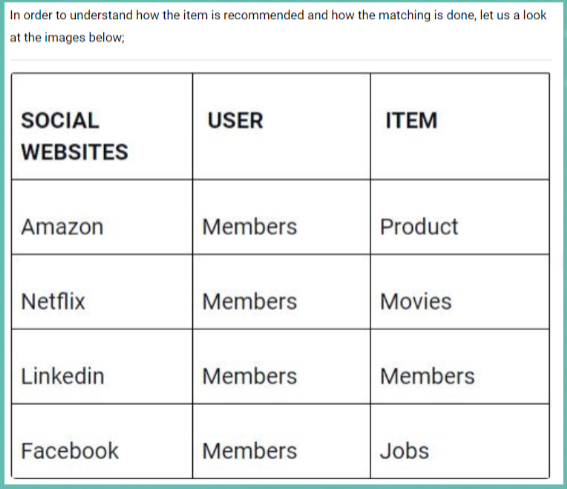 In order to understand how the item is recommended and how the matching is done, let us a look
at the images below;
SOCIAL WEBSITES USER ITEM
Amazon Members Product
Netflix Members Movies
Linkedin Members Members
Facebook Members Jobs